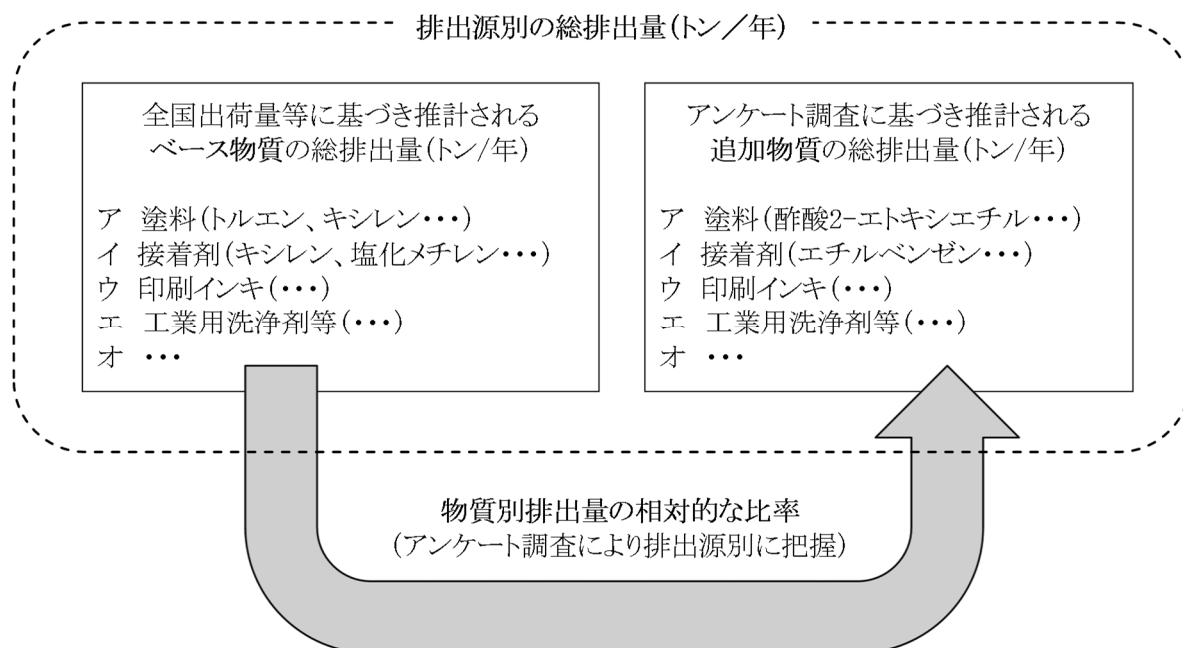 排出源別の総排出量(トン／年)
全国出荷量等に基づき推計される
ベース物質の総排出量(トン/年)
ア 塗料(トルエン、キシレン･･･)
イ 接着剤(キシレン、塩化メチレン･･･)
ウ 印刷インキ(･･･)
エ 工業用洗浄剤等(･･･)
オ ･･･
アンケート調査に基づき推計される
追加物質の総排出量(トン/年)
ア 塗料(酢酸2-エトキシエチル･･･)
イ 接着剤(エチルベンゼン･･･)
ウ 印刷インキ(･･･)
エ 工業用洗浄剤等(･･･)
オ ･･･
物質別排出量の相対的な比率
(アンケート調査により排出源別に把握)